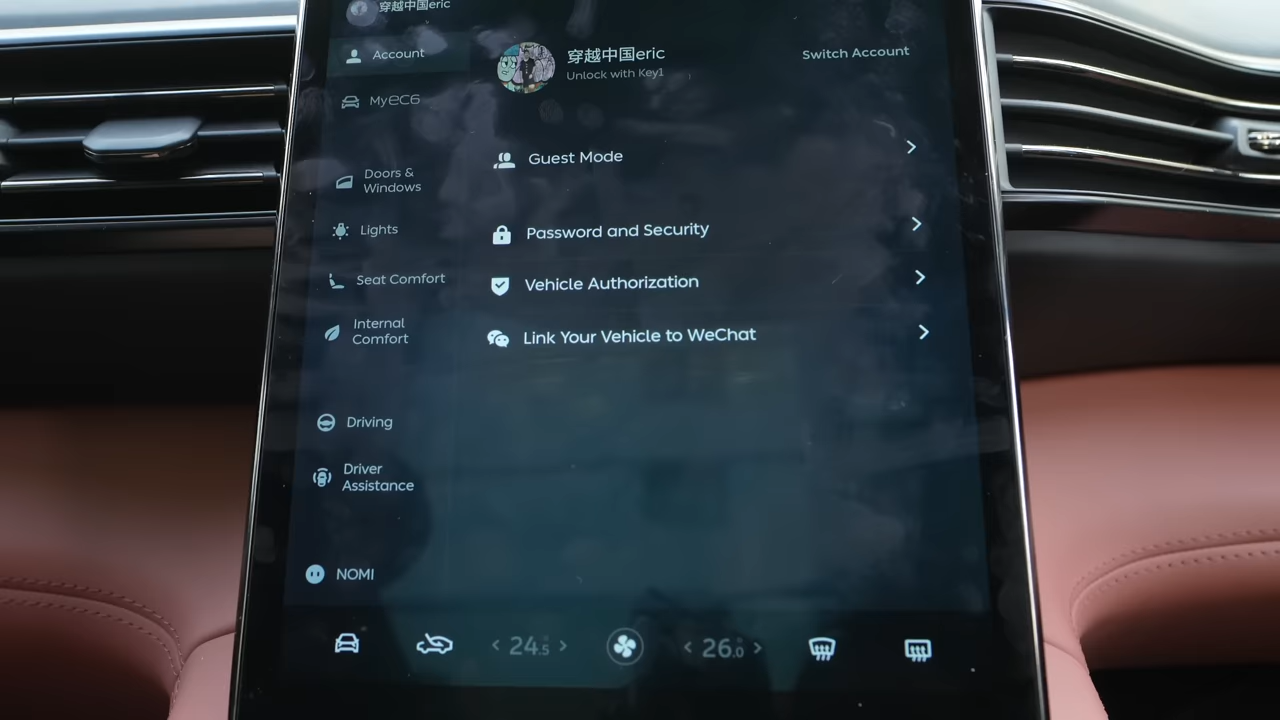 穿越中国eric
Account
MyEC6
Doors &
Windows
Lights
Seat Comfort
Internal
Comfort
Driving
Driver
Assistance
NOMI
穿越中国eric
Unlock with Key1
Switch Account
Guest Mode
Password and Security
Vehicle Authorization
Link Your Vehicle to WeChat
24.5
26.0